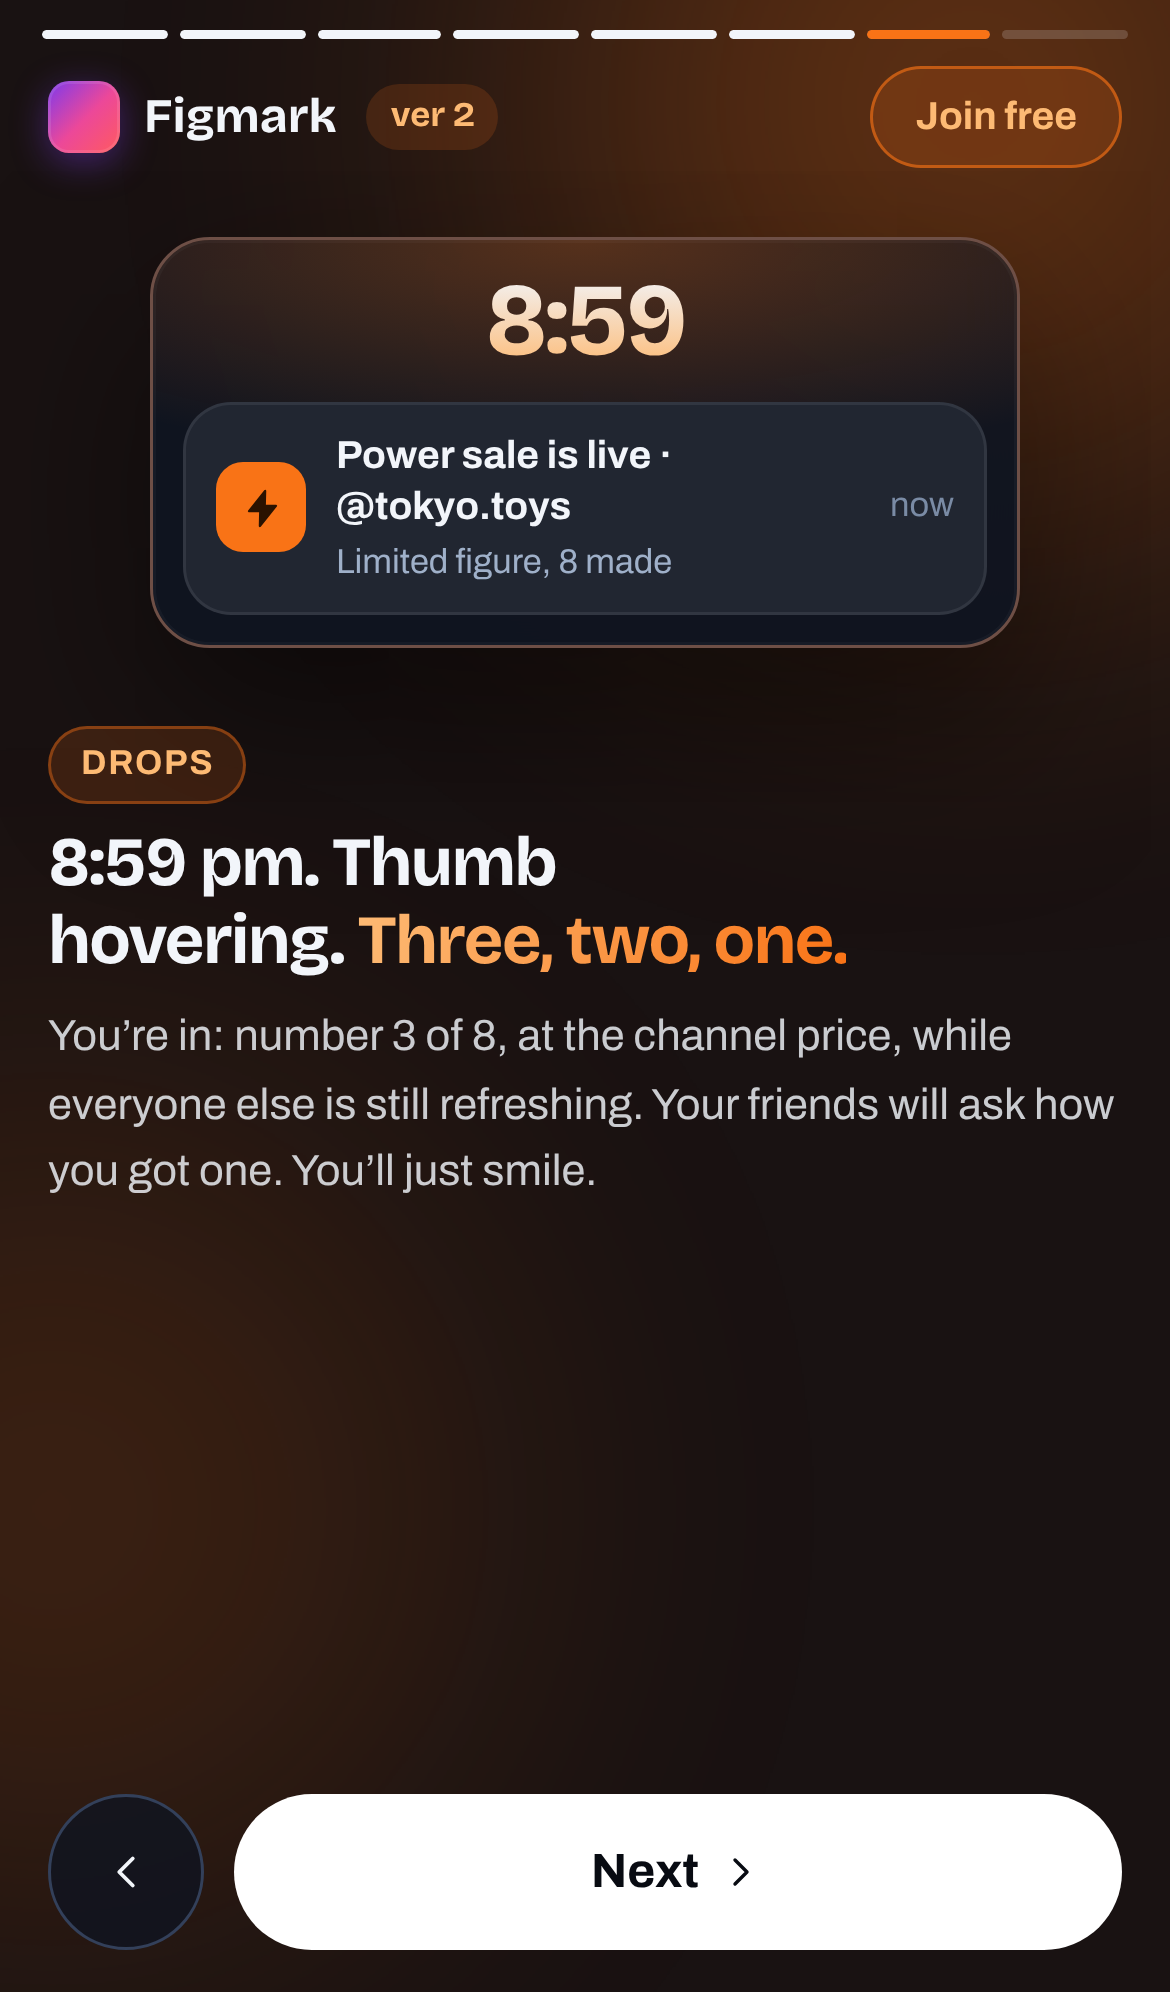 Figmark
ver 2
Join free
8:59
Power sale is live ·
@tokyo.toys
now
Limited figure, 8 made
DROPS
8:59 pm. Thumb
hovering. Three, two, one.
You’re in: number 3 of 8, at the channel price, while
everyone else is still refreshing. Your friends will ask how
you got one. You’ll just smile.
Next